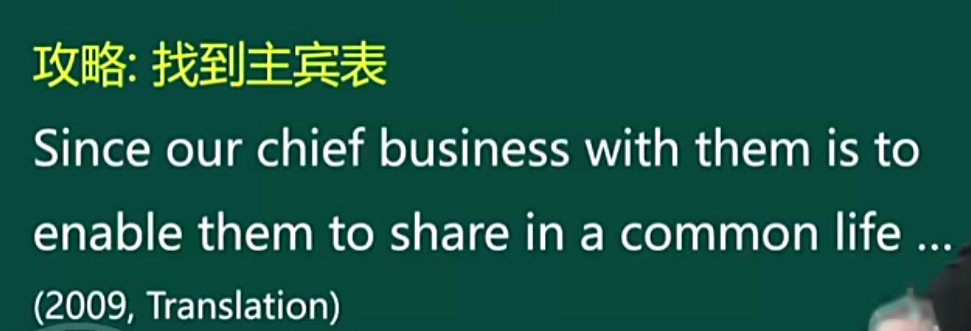 攻略: 找到主宾表
Since our chief business with them is to
enable them to share in a common life ...
(2009, Translation)